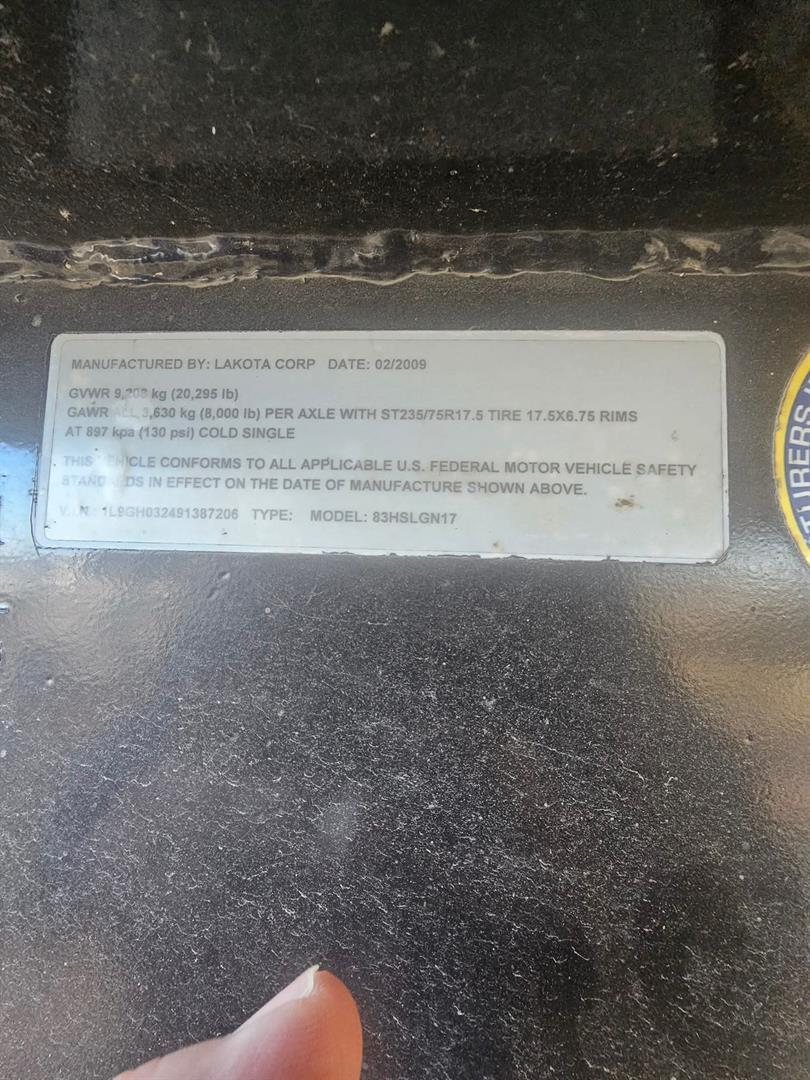 MANUFACTURED BY: LAKOTA CORP DATE: 02/2009
GVWR kg (20,295 lb)
GAWR ALL 3,630 kg (8,000 lb) PER AXLE WITH ST235/75R17.5 TIRE 17.5X6.75 RIMS
AT 897 kpa (130 psi) COLD SINGLE
THIS VEHICLE CONFORMS TO ALL APPLICABLE U.S. FEDERAL MOTOR VEHICLE SAFETY
STANDARDS IN EFFECT ON THE DATE OF MANUFACTURE SHOWN ABOVE.
V.I.N.: 1L9GH032491387206 TYPE: MODEL: 83HSLGN17